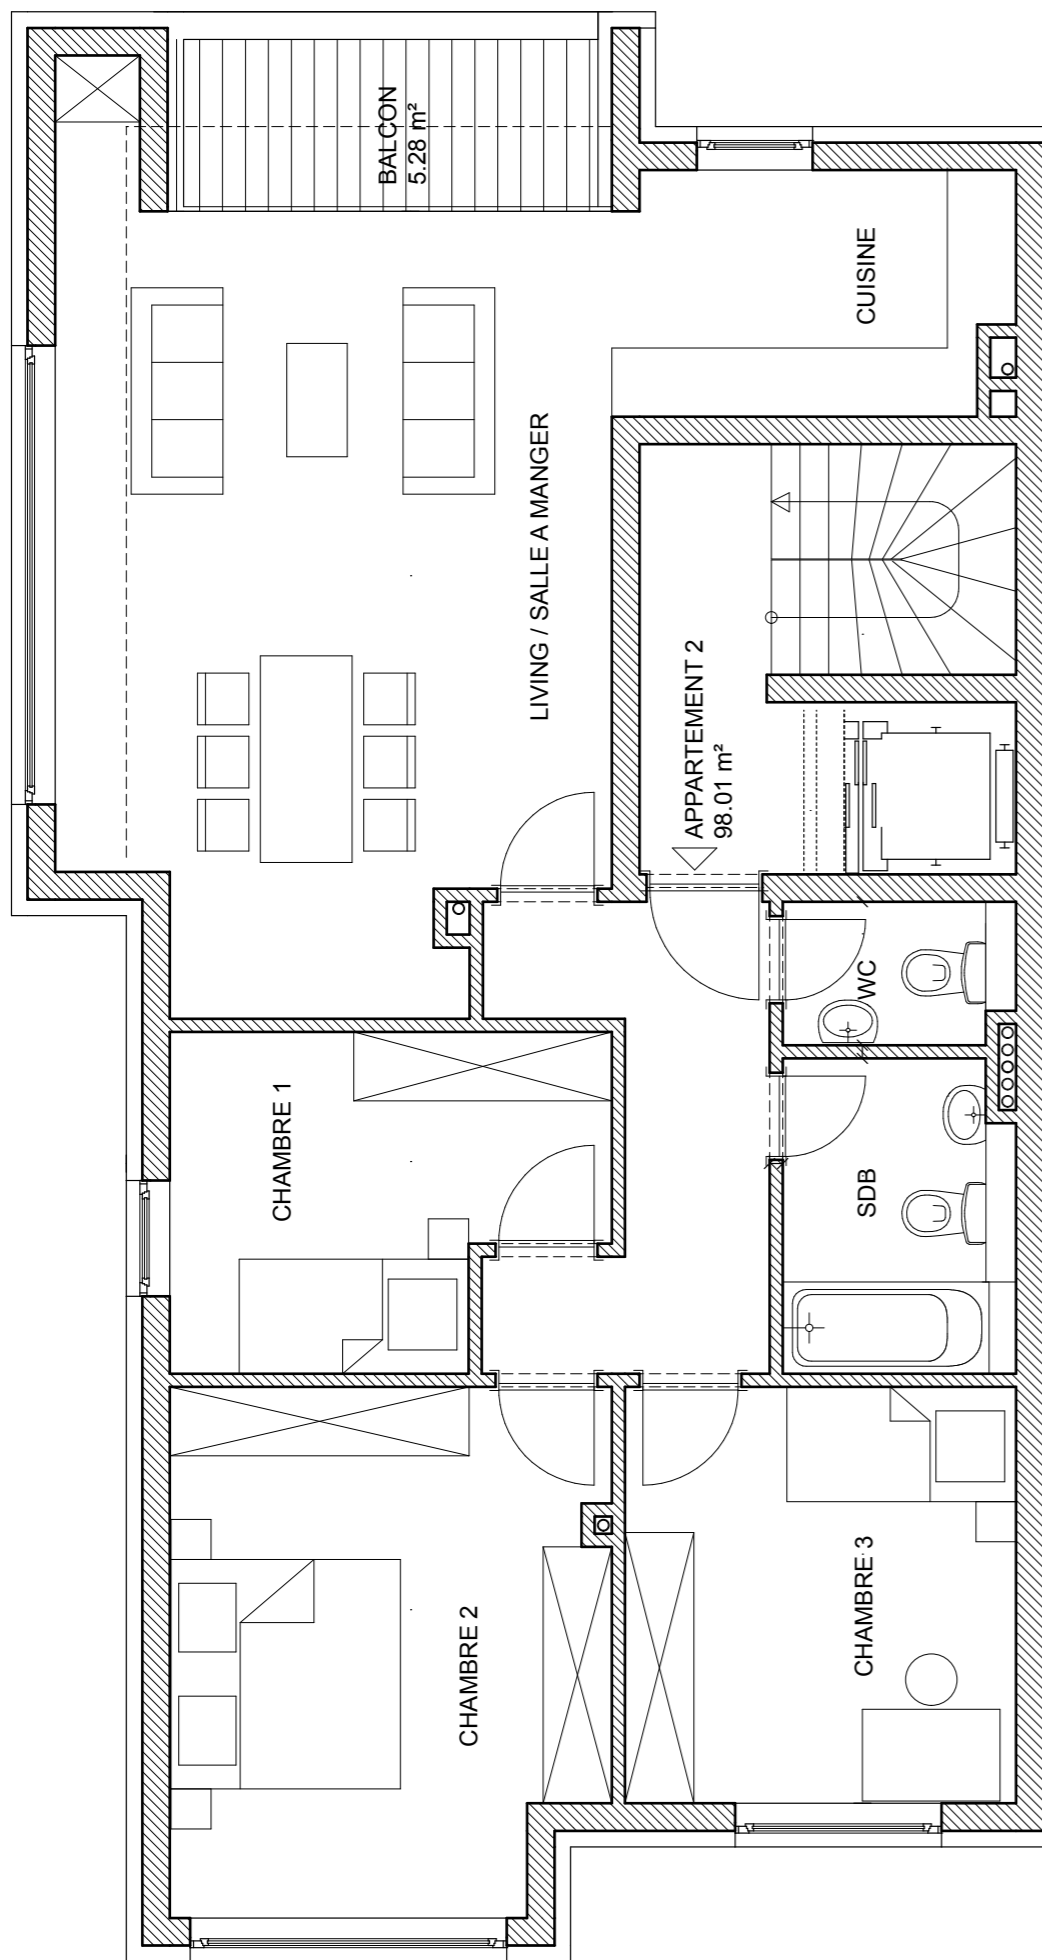 BALCON
5.28 m²
CUISINE
LIVING / SALLE A MANGER
APPARTEMENT 2
98.01 m²
WC
CHAMBRE 1
SDB
CHAMBRE 2
CHAMBRE 3